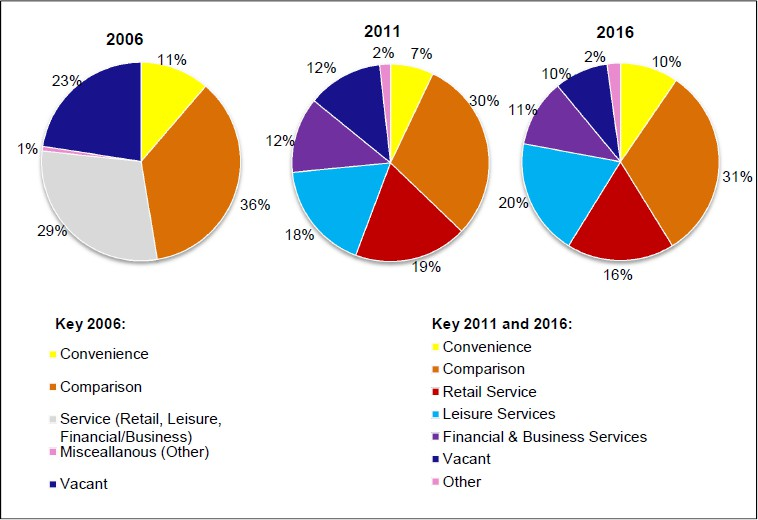 2006
11%
36%
29%
1%
23%
2011
7%
30%
19%
18%
12%
12%
2%
2016
10%
31%
16%
20%
11%
10%
2%
Key 2006:
Convenience
Comparison
Service (Retail, Leisure,
Financial/Business)
Misceallanous (Other)
Vacant
Key 2011 and 2016:
Convenience
Comparison
Retail Service
Leisure Services
Financial & Business Services
Vacant
Other